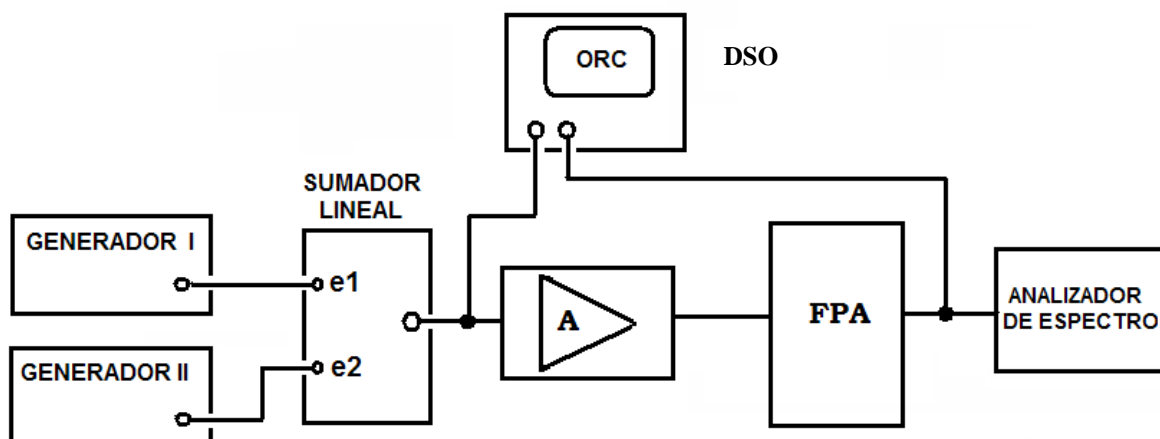 ORC
DSO
SUMADOR
LINEAL
GENERADOR I
e1
A
FPA
ANALIZADOR
DE ESPECTRO
GENERADOR II
e2